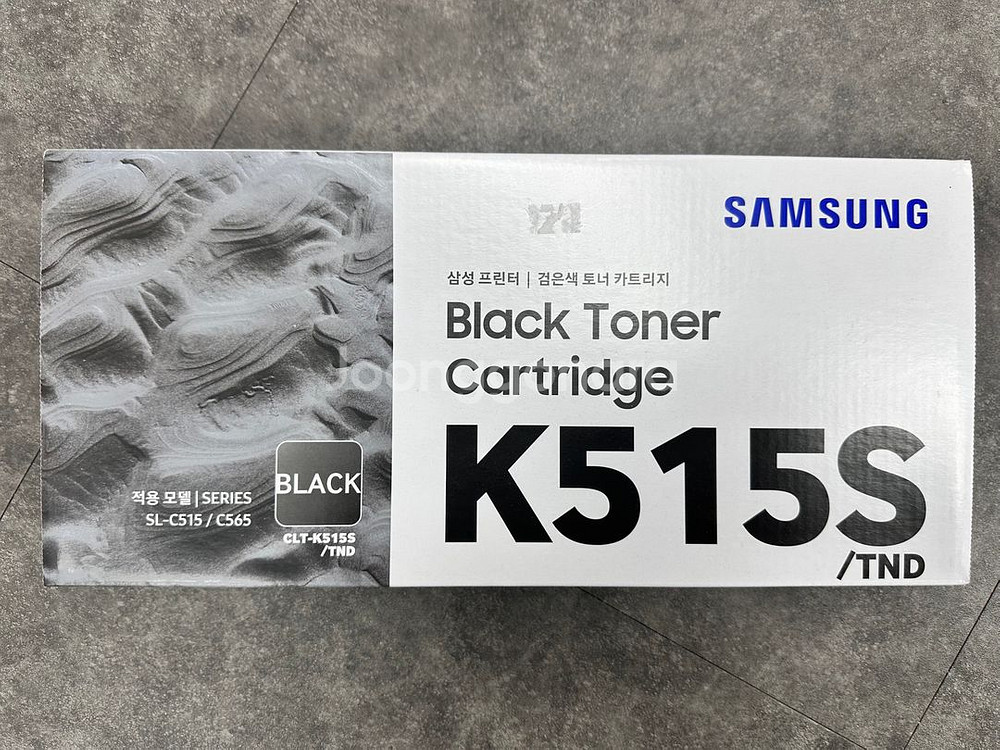 SAMSUNG
삼성 프린터 | 검은색 토너 카트리지
Black Toner
Cartridge
K515S
/TND
적용 모델 | SERIES
SL-C515 / C565
BLACK
CLT-K515S
/TND